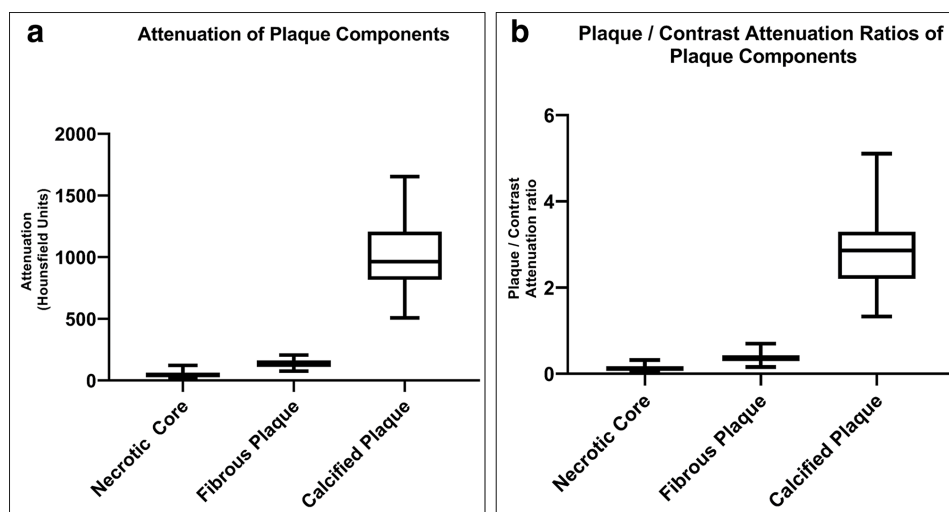 a
Attenuation of Plaque Components
Attenuation
(Hounsfield Units)
2000
1500
1000
500
0
Necrotic Core
Fibrous Plaque
Calcified Plaque
b
Plaque / Contrast Attenuation Ratios of
Plaque Components
Plaque / Contrast
Attenuation ratio
6
4
2
0
Necrotic Core
Fibrous Plaque
Calcified Plaque